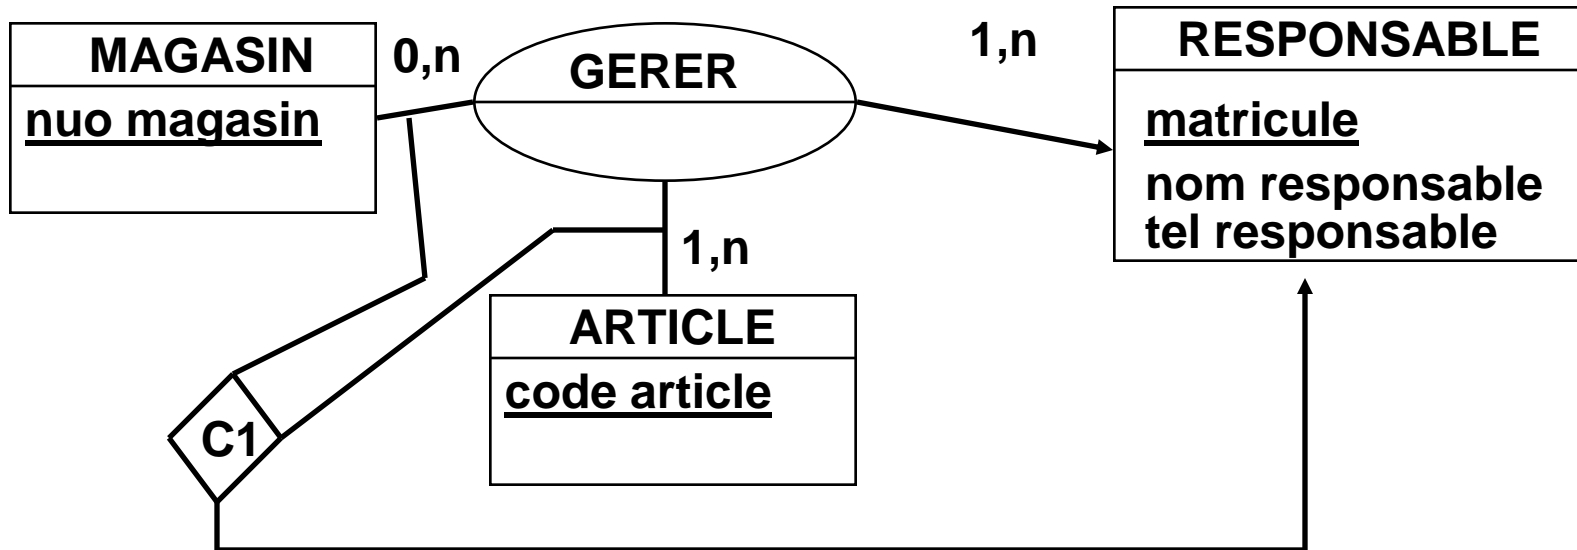 MAGASIN
nuo magasin
0,n
GERER
1,n
RESPONSABLE
matricule
nom responsable
tel responsable
1,n
ARTICLE
code article
C1